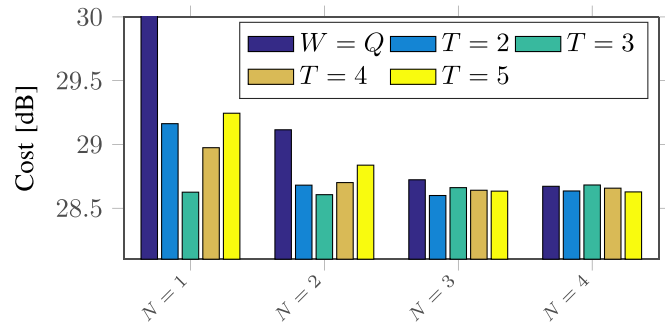 30
29.5
29
28.5
Cost [dB]
W = Q T = 2 T = 3
T = 4 T = 5
N = 1 N = 2 N = 3 N = 4